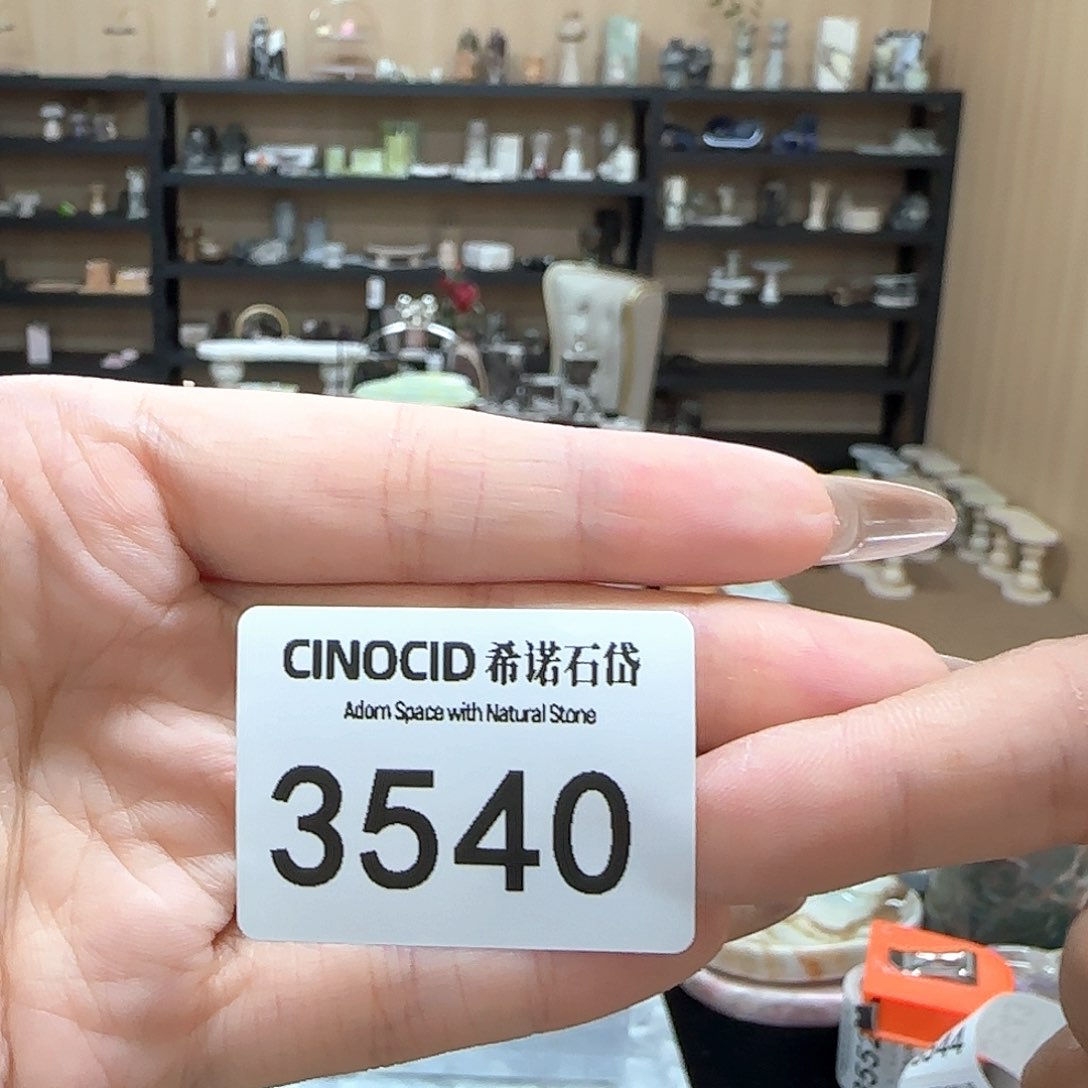 CINOCID 希诺石岱
Adorn Space with Natural Stone
3540